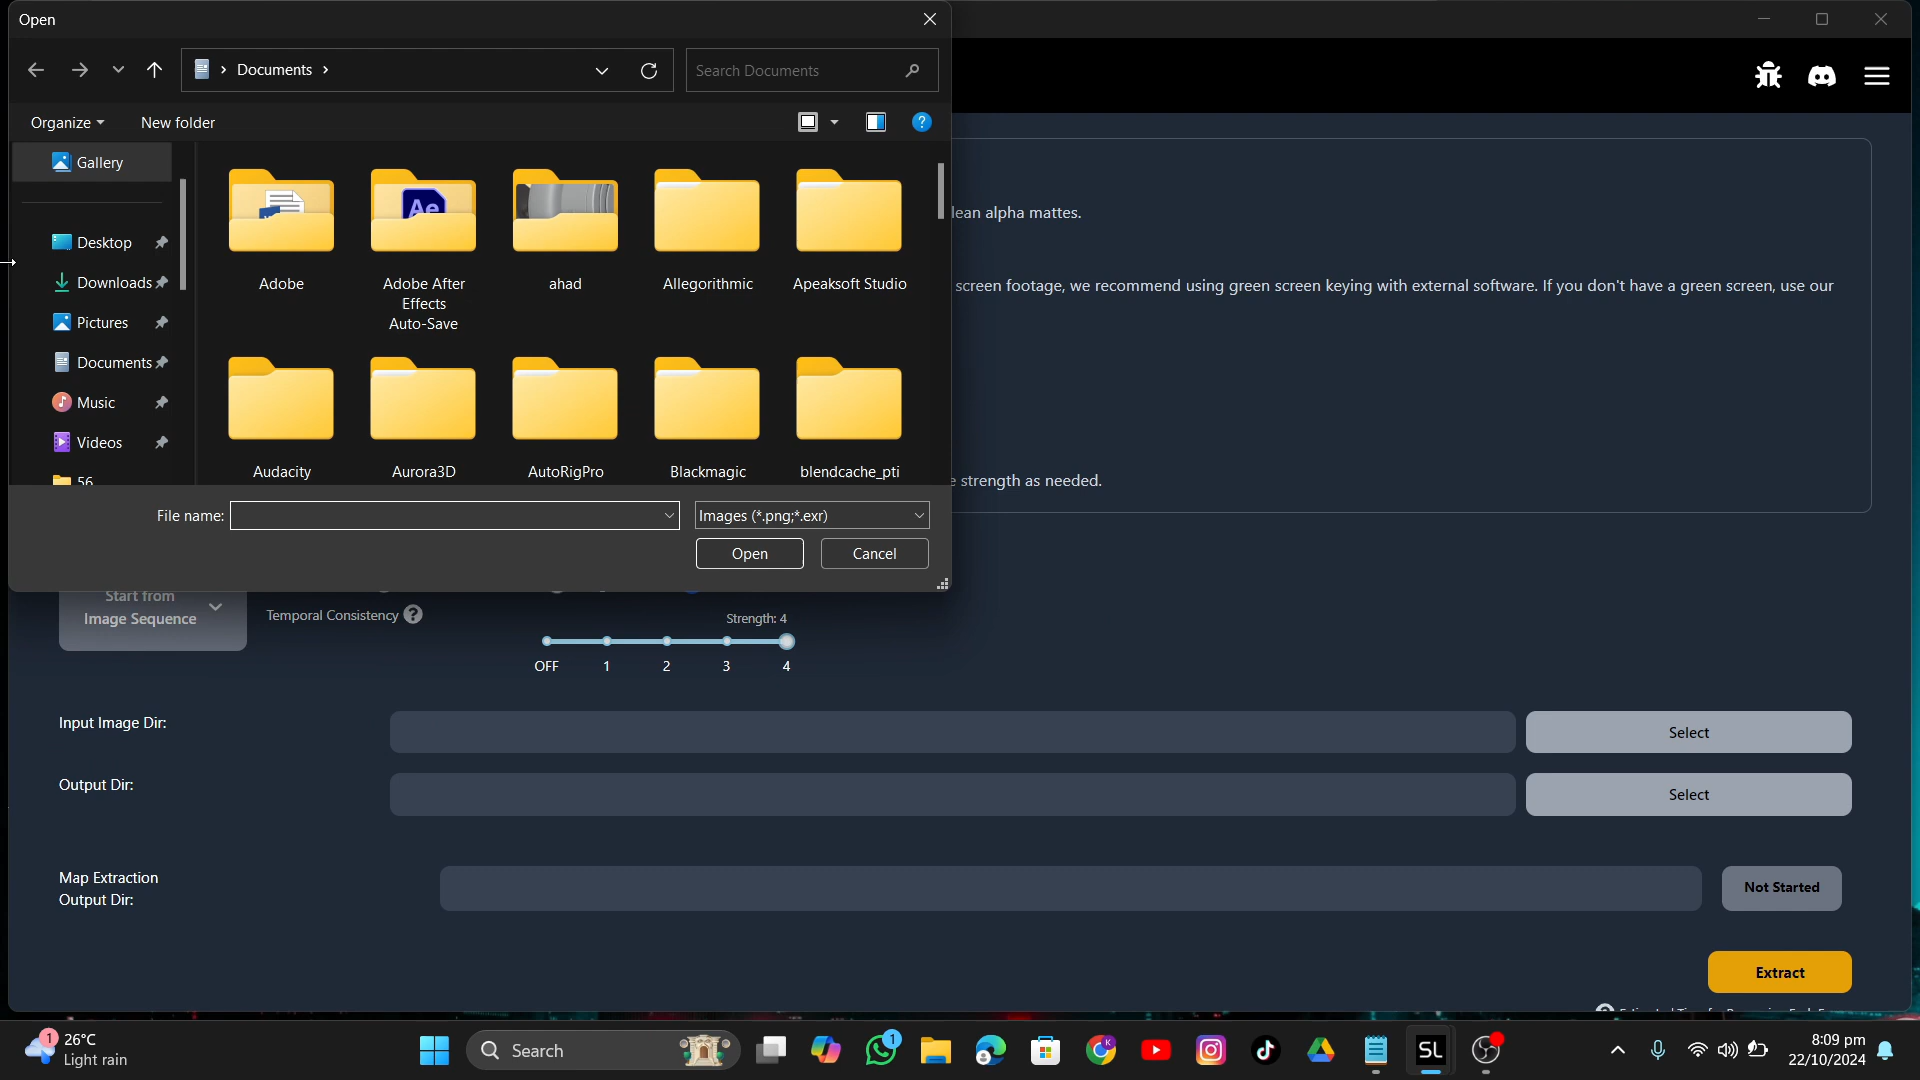 Open
Documents
Search Documents
Organize
New folder
Gallery
Desktop
Downloads
Pictures
Documents
Music
Videos
56
Adobe
Ae
Adobe After
Effects
Auto-Save
ahad
Allegorithmic
Apeaksoft Studio
Audacity
Aurora3D
AutoRigPro
Blackmagic
blendcache_pti
File name:
Images (*.png;*.exr)
Open
Cancel
lean alpha mattes.
screen footage, we recommend using green screen keying with external software. If you don't have a green screen, use our
strength as needed.
Start from
Image Sequence
Temporal Consistency ?
Strength: 4
OFF 1 2 3 4
Input Image Dir:
Select
Output Dir:
Select
Map Extraction
Output Dir:
Not Started
Extract
1
26°C
Light rain
Search
1
K
SL
8:09 pm
22/10/2024